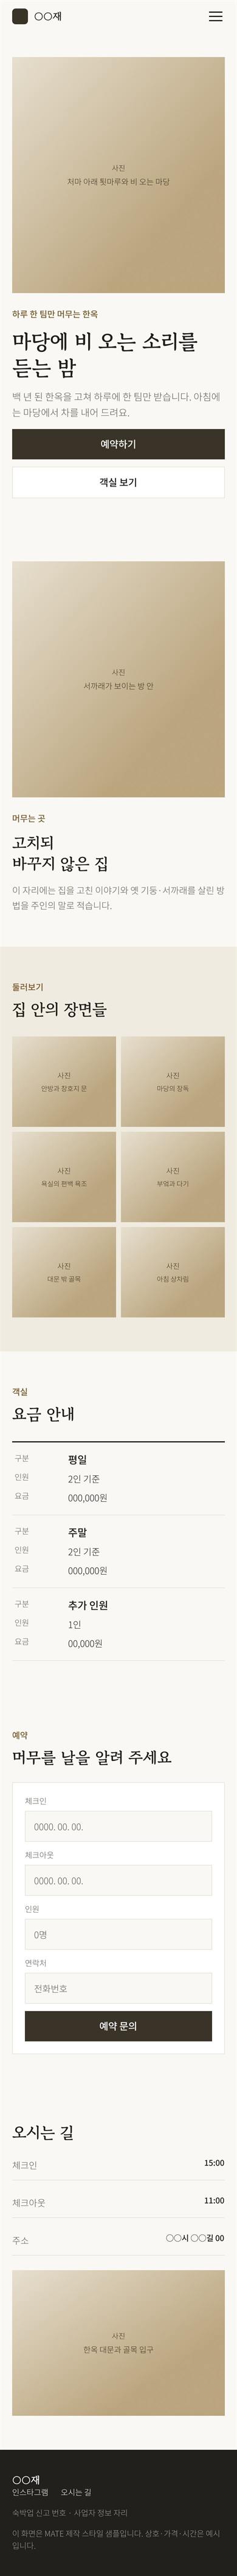 ○○재
사진
처마 아래 툇마루와 비 오는 마당
하루 한 팀만 머무는 한옥
마당에 비 오는 소리를
듣는 밤
백 년 된 한옥을 고쳐 하루에 한 팀만 받습니다. 아침에
는 마당에서 차를 내어 드려요.
예약하기
객실 보기
사진
서까래가 보이는 방 안
머무는 곳
고치되
바꾸지 않은 집
이 자리에는 집을 고친 이야기와 옛 기둥·서까래를 살린 방
법을 주인의 말로 적습니다.
둘러보기
집 안의 장면들
사진
안방과 창호지 문
사진
마당의 장독
사진
욕실의 편백 욕조
사진
부엌과 다기
사진
대문 밖 골목
사진
아침 상차림
객실
요금 안내
구분 평일
인원 2인 기준
요금 000,000원
구분 주말
인원 2인 기준
요금 000,000원
구분 추가 인원
인원 1인
요금 00,000원
예약
머무를 날을 알려 주세요
체크인
0000. 00. 00.
체크아웃
0000. 00. 00.
인원
0명
연락처
전화번호
예약 문의
오시는 길
체크인 15:00
체크아웃 11:00
주소 ○○시 ○○길 00
사진
한옥 대문과 골목 입구
○○재
인스타그램 오시는 길
숙박업 신고 번호 · 사업자 정보 자리
이 화면은 MATE 제작 스타일 샘플입니다. 상호·가격·시간은 예시
입니다.